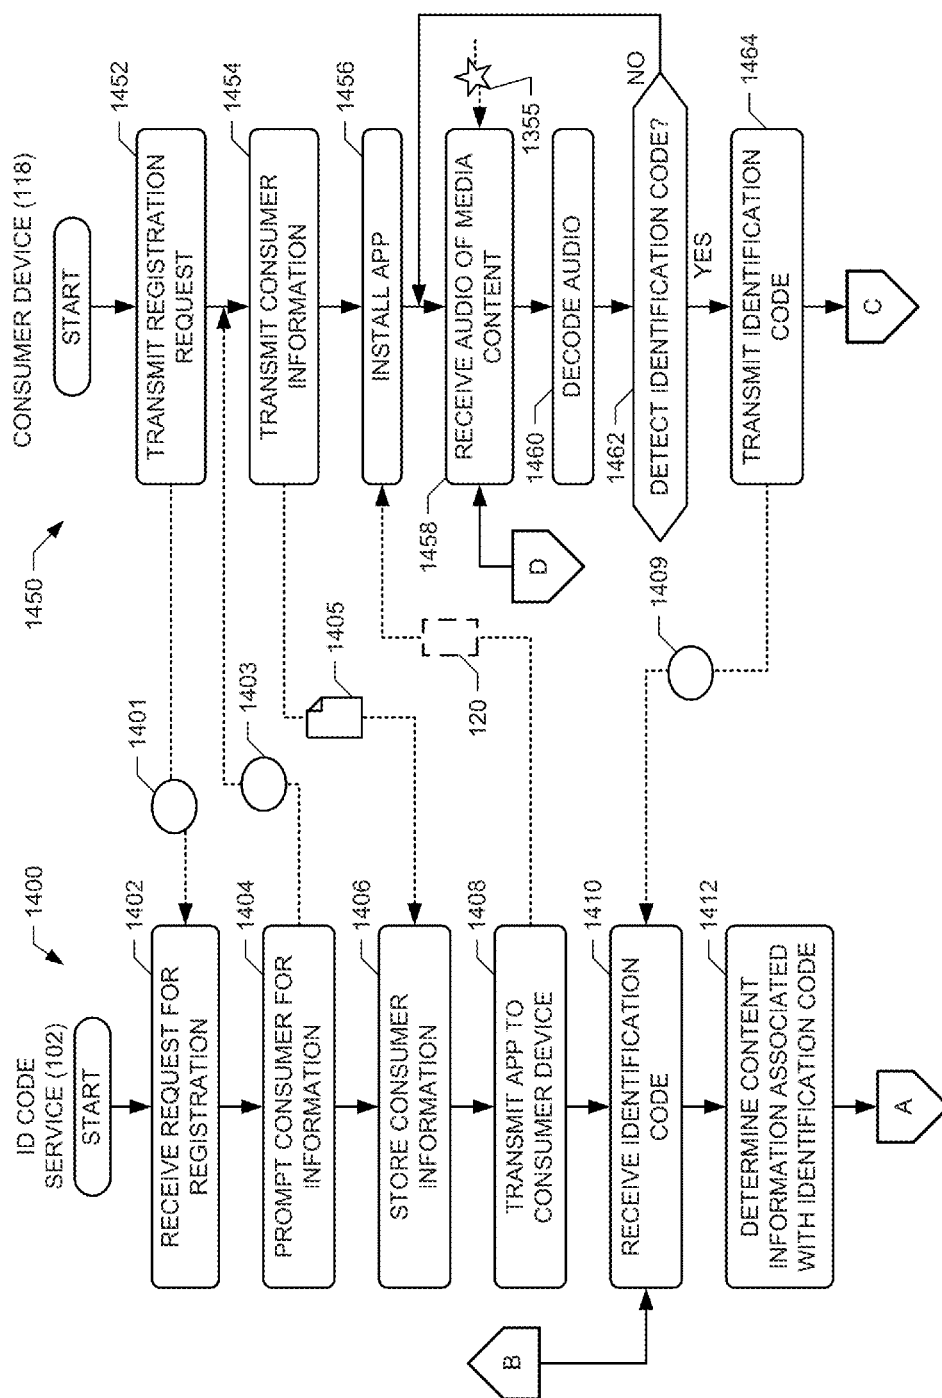 1400
ID CODE
SERVICE (102)
START
1402
RECEIVE REQUEST FOR
REGISTRATION
1404
PROMPT CONSUMER FOR
INFORMATION
1406
STORE CONSUMER
INFORMATION
1408
TRANSMIT APP TO
CONSUMER DEVICE
1410
RECEIVE IDENTIFICATION
CODE
1412
DETERMINE CONTENT
INFORMATION ASSOCIATED
WITH IDENTIFICATION CODE
A
B
1401
1403
1405
120
1409
1450
CONSUMER DEVICE (118)
START
1452
TRANSMIT REGISTRATION
REQUEST
1454
TRANSMIT CONSUMER
INFORMATION
1456
INSTALL APP
1458
RECEIVE AUDIO OF MEDIA
CONTENT
1355
D
1460
DECODE AUDIO
1462
DETECT IDENTIFICATION CODE?
NO
YES
1464
TRANSMIT IDENTIFICATION
CODE
C